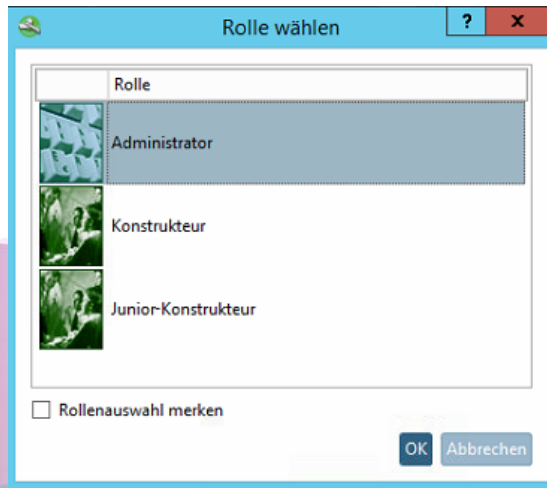 Rolle wählen
? x
Rolle
Administrator
Konstrukteur
Junior-Konstrukteur
Rollenauswahl merken
OK Abbrechen